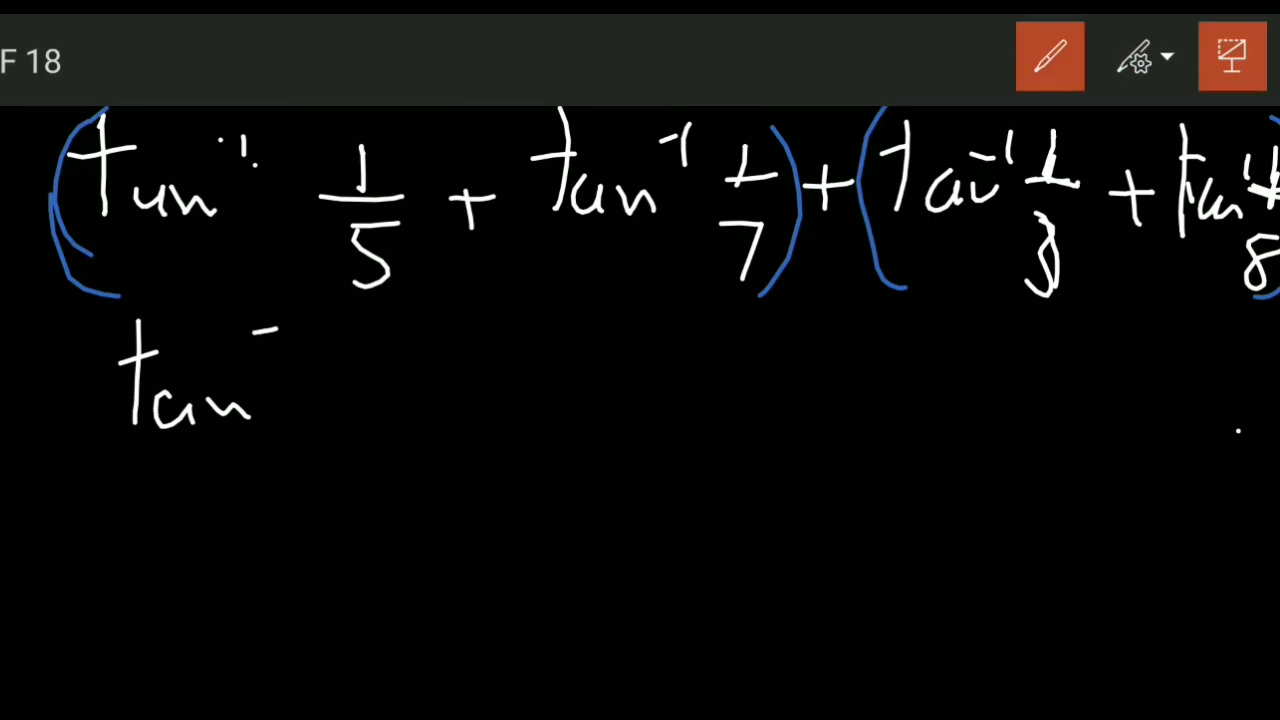 F 18
(tan⁻¹ 1/5 + tan⁻¹ 1/7) + (tan⁻¹ 1/3 + tan⁻¹ 1/8)
tan⁻